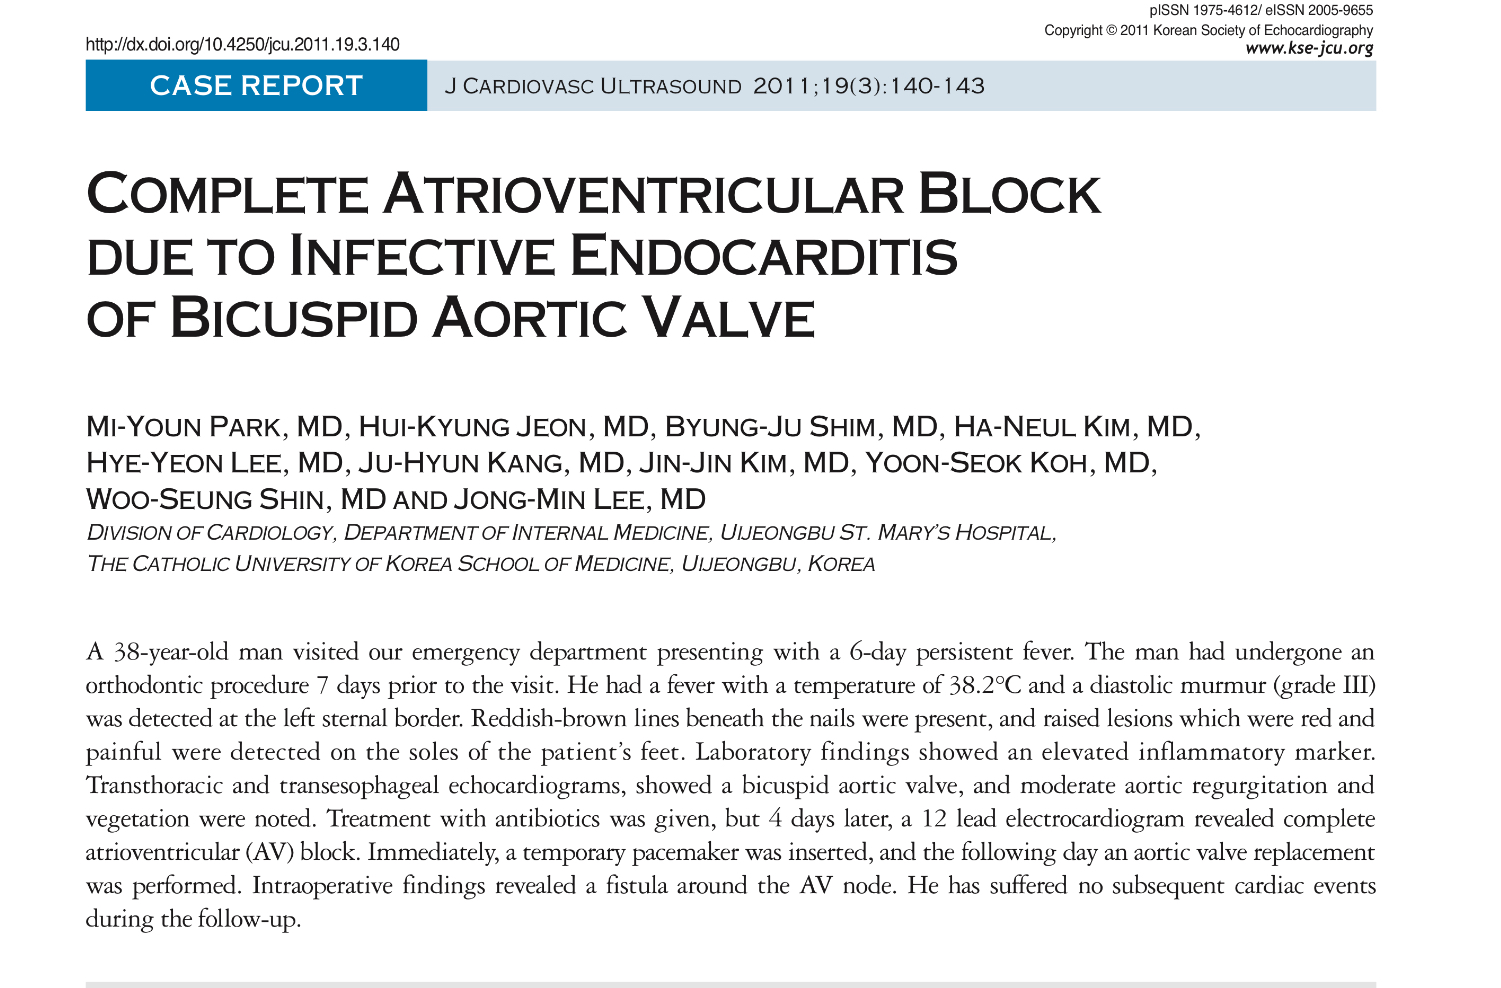 pISSN 1975-4612/ eISSN 2005-9655
Copyright © 2011 Korean Society of Echocardiography
www.kse-jcu.org
http://dx.doi.org/10.4250/jcu.2011.19.3.140
CASE REPORT
J CARDIOVASC ULTRASOUND 2011;19(3):140-143
COMPLETE ATRIOVENTRICULAR BLOCK
DUE TO INFECTIVE ENDOCARDITIS
OF BICUSPID AORTIC VALVE
MI-YOUN PARK, MD, HUI-KYUNG JEON, MD, BYUNG-JU SHIM, MD, HA-NEUL KIM, MD,
HYE-YEON LEE, MD, JU-HYUN KANG, MD, JIN-JIN KIM, MD, YOON-SEOK KOH, MD,
WOO-SEUNG SHIN, MD AND JONG-MIN LEE, MD
DIVISION OF CARDIOLOGY, DEPARTMENT OF INTERNAL MEDICINE, UIJEONGBU ST. MARY'S HOSPITAL,
THE CATHOLIC UNIVERSITY OF KOREA SCHOOL OF MEDICINE, UIJEONGBU, KOREA
A 38-year-old man visited our emergency department presenting with a 6-day persistent fever. The man had undergone an
orthodontic procedure 7 days prior to the visit. He had a fever with a temperature of 38.2°C and a diastolic murmur (grade III)
was detected at the left sternal border. Reddish-brown lines beneath the nails were present, and raised lesions which were red and
painful were detected on the soles of the patient's feet. Laboratory findings showed an elevated inflammatory marker.
Transthoracic and transesophageal echocardiograms, showed a bicuspid aortic valve, and moderate aortic regurgitation and
vegetation were noted. Treatment with antibiotics was given, but 4 days later, a 12 lead electrocardiogram revealed complete
atrioventricular (AV) block. Immediately, a temporary pacemaker was inserted, and the following day an aortic valve replacement
was performed. Intraoperative findings revealed a fistula around the AV node. He has suffered no subsequent cardiac events
during the follow-up.